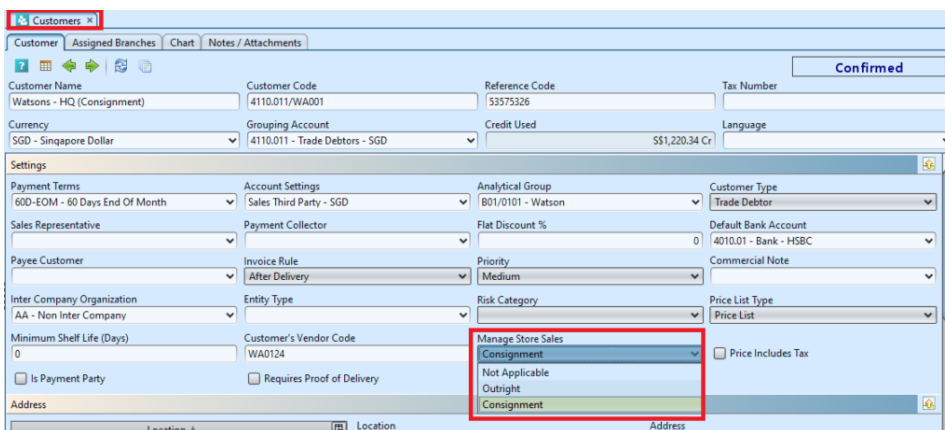 Customers
Customer Assigned Branches Chart Notes / Attachments
Confirmed
Customer Name Customer Code Reference Code Tax Number
Watsons - HQ (Consignment) 4110.011/WA001 53575326
Currency Grouping Account Credit Used Language
SGD - Singapore Dollar 4110.011 - Trade Debtors - SGD S$1,220.34 Cr
Settings
Payment Terms Account Settings Analytical Group Customer Type
60D-EOM - 60 Days End Of Month Sales Third Party - SGD B01/0101 - Watson Trade Debtor
Sales Representative Payment Collector Flat Discount % Default Bank Account
0 4010.01 - Bank - HSBC
Payee Customer Invoice Rule Priority Commercial Note
After Delivery Medium
Inter Company Organization Entity Type Risk Category Price List Type
AA - Non Inter Company Price List
Minimum Shelf Life (Days) Customer's Vendor Code Manage Store Sales
0 WA0124 Consignment Price Includes Tax
Not Applicable
Is Payment Party Requires Proof of Delivery Outright
Address Consignment
Location Location Address